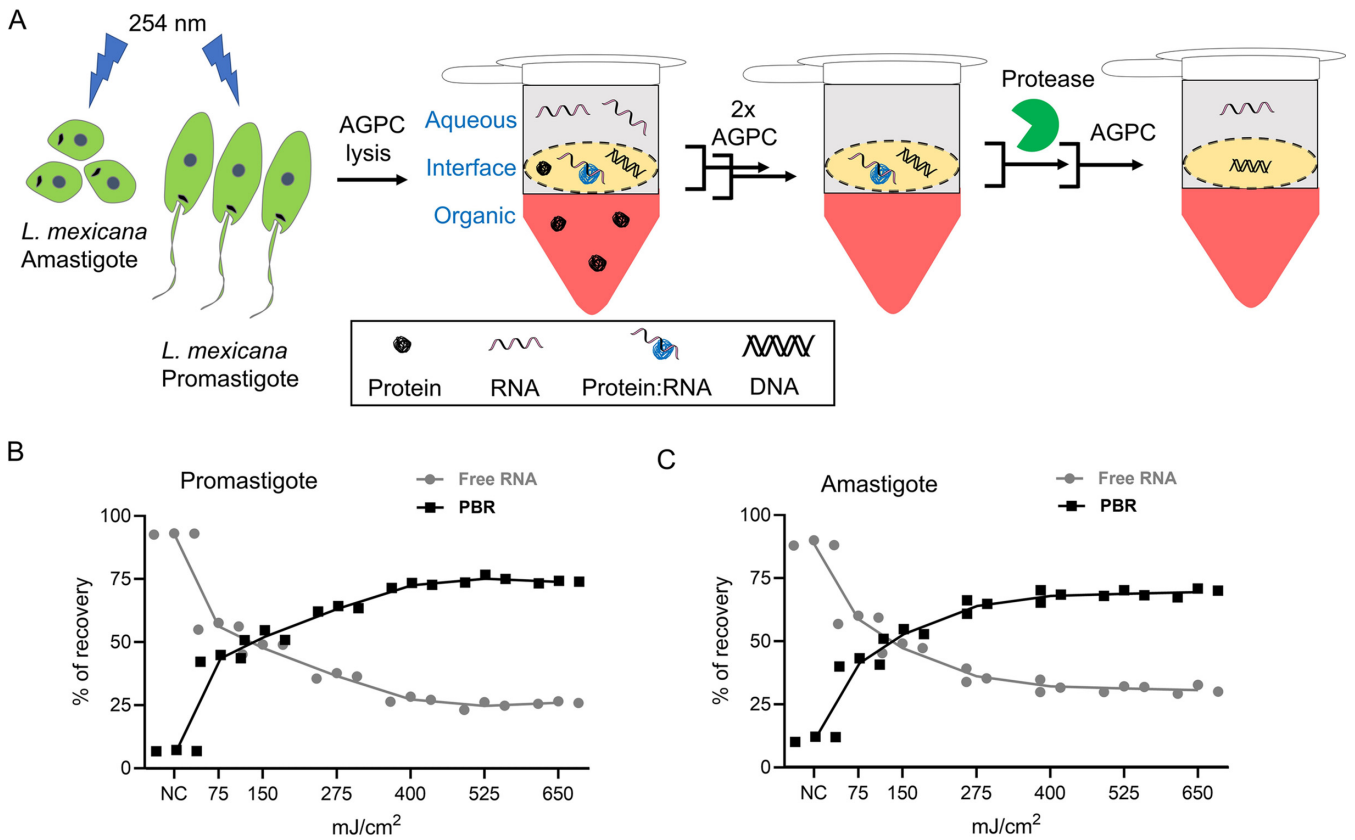 A
254 nm
L. mexicana
Amastigote
L. mexicana
Promastigote
AGPC
lysis
Aqueous
Interface
Organic
2x
AGPC
Protease
AGPC
Protein
RNA
Protein:RNA
DNA
B
Promastigote
Free RNA
PBR
% of recovery
100
75
50
25
0
NC
75
150
275
400
525
650
mJ/cm²
C
Amastigote
Free RNA
PBR
% of recovery
100
75
50
25
0
NC
75
150
275
400
525
650
mJ/cm²